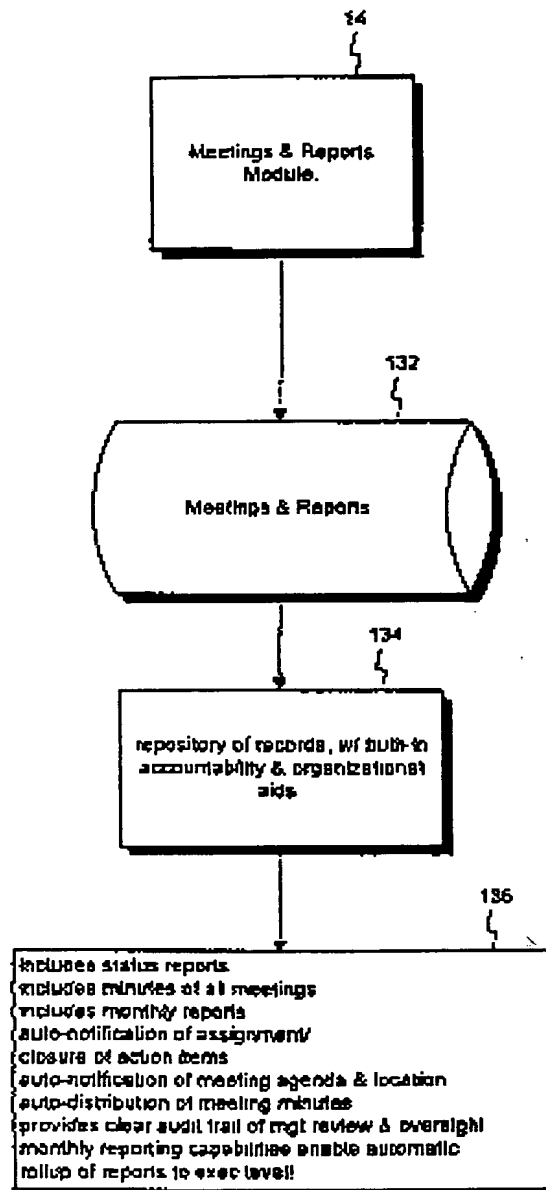 14
Meetings & Reports
Module.
132
Meetings & Reports
134
repository of records, w/ built-in
accountability & organizational
aids
136
includes status reports
includes minutes of all meetings
includes monthly reports
auto-notification of assignment/
closure of action items
auto-notification of meeting agenda & location
auto-distribution of meeting minutes
provides clear audit trail of mgt review & oversight
monthly reporting capabilities enable automatic
rollup of reports to exec level!